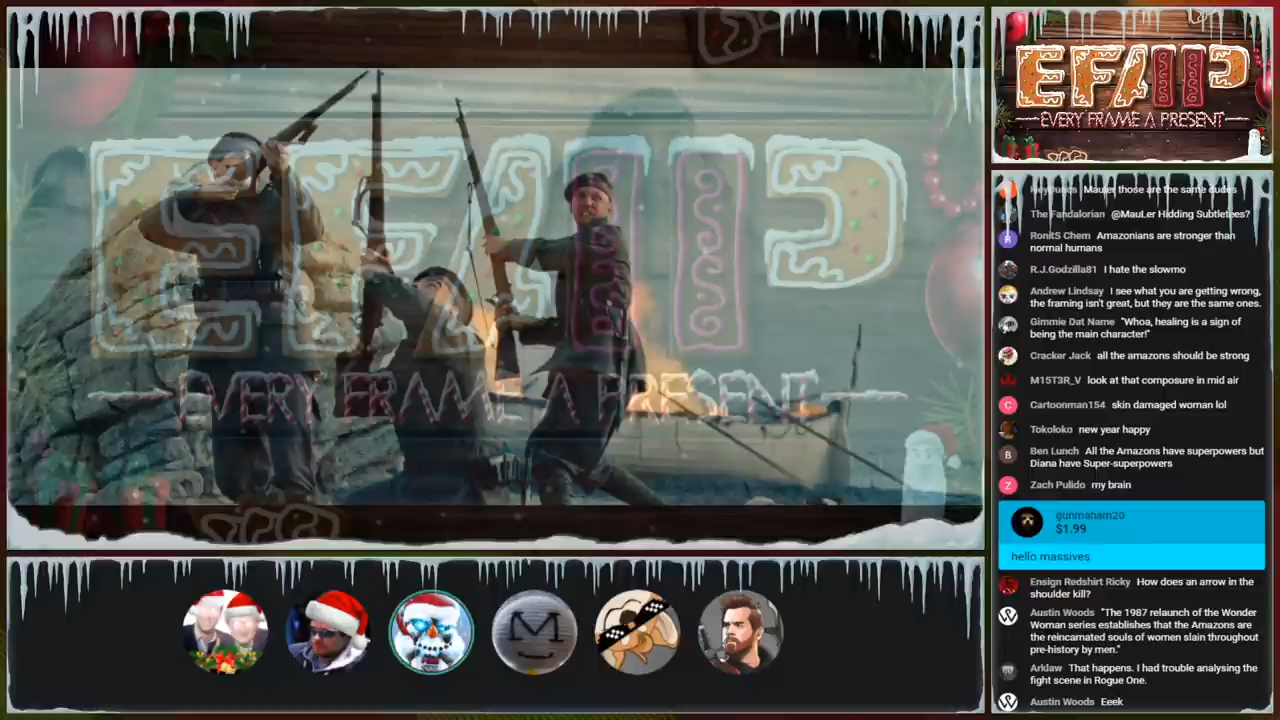 EFAIIP
EVERY FRAME A PRESENT
EFAIIP
EVERY FRAME A PRESENT
M
HeyDunks Mauler those are the same dudes
The Fandalorian @MauLer Hidding Subtletees?
R
RonitS Chem Amazonians are stronger than
normal humans
R.J.Godzilla81 I hate the slowmo
Andrew Lindsay I see what you are getting wrong,
the framing isn't great, but they are the same ones.
Gimmie Dat Name "Whoa, healing is a sign of
being the main character!"
Cracker Jack all the amazons should be strong
M15T3R_V look at that composure in mid air
C
Cartoonman154 skin damaged woman lol
Tokoloko new year happy
B
Ben Lunch All the Amazons have superpowers but
Diana have Super-superpowers
Z
Zach Pulido my brain
gunmaham20
$1.99
hello massives
Ensign Redshirt Ricky How does an arrow in the
shoulder kill?
W
Austin Woods "The 1987 relaunch of the Wonder
Woman series establishes that the Amazons are
the reincarnated souls of women slain throughout
pre-history by men."
Arklaw That happens. I had trouble analysing the
fight scene in Rogue One.
W
Austin Woods Eeek